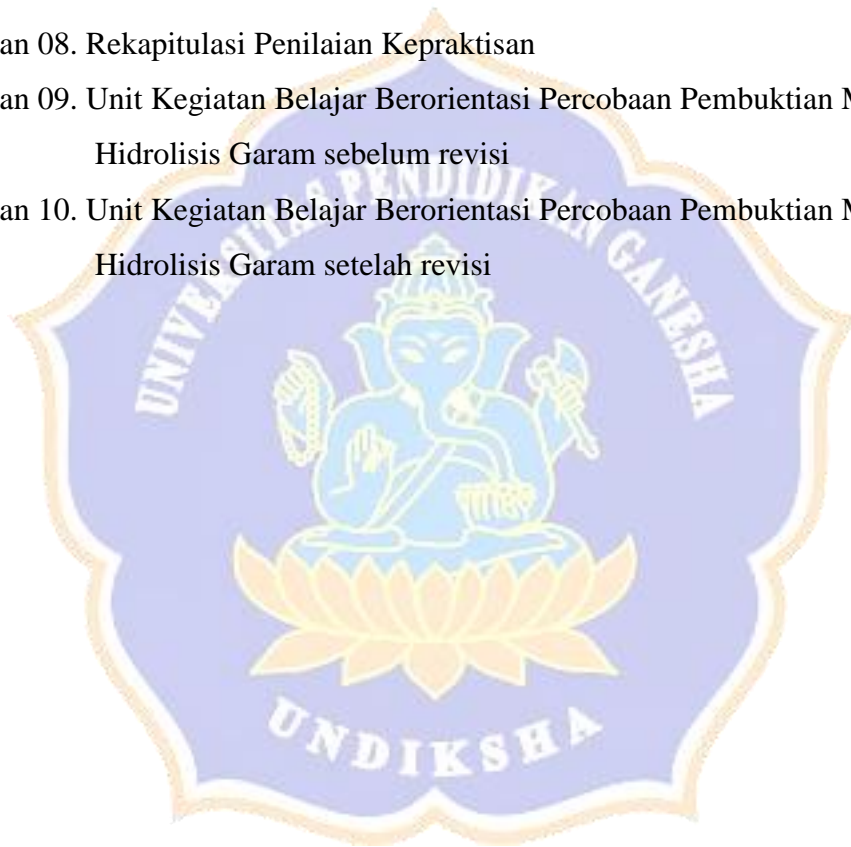 an 08. Rekapitulasi Penilaian Kepraktisan
an 09. Unit Kegiatan Belajar Berorientasi Percobaan Pembuktian M
Hidrolisis Garam sebelum revisi
an 10. Unit Kegiatan Belajar Berorientasi Percobaan Pembuktian M
Hidrolisis Garam setelah revisi
UNIVERSITAS PENDIDIKAN GANESHA
UNDIKSHA